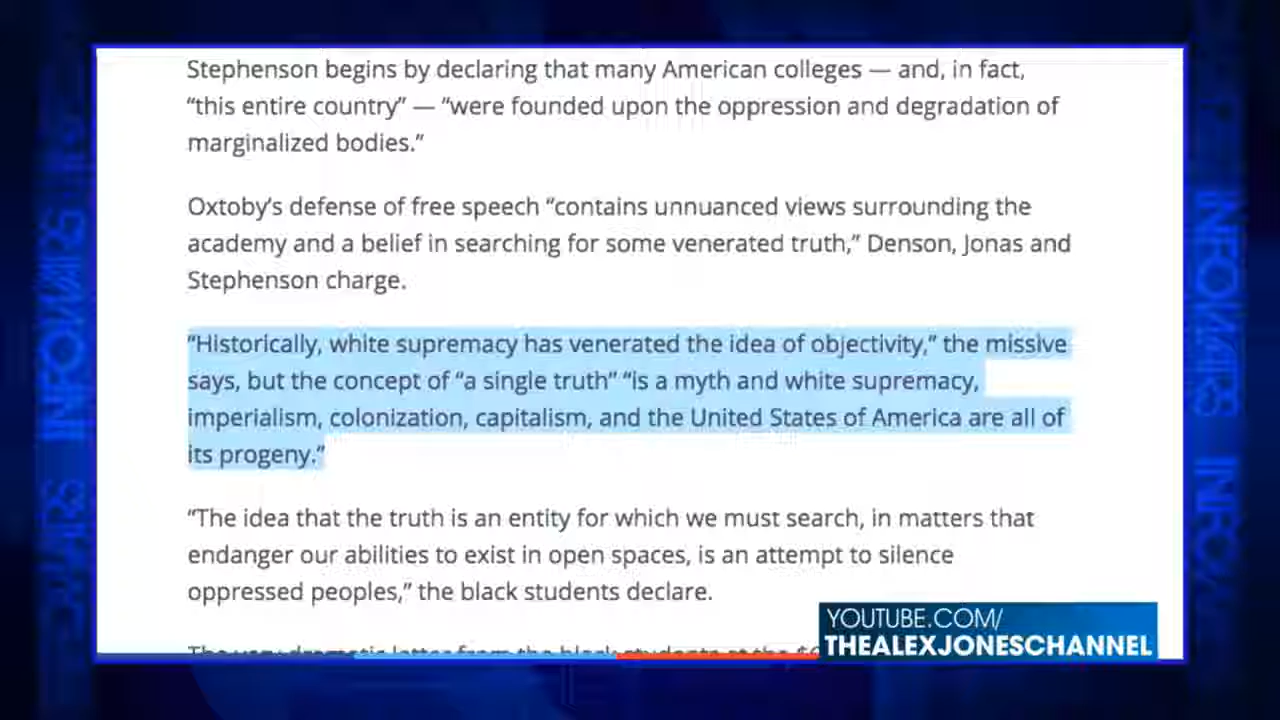 Stephenson begins by declaring that many American colleges — and, in fact,
“this entire country” — “were founded upon the oppression and degradation of
marginalized bodies.”
Oxtoby’s defense of free speech “contains unnuanced views surrounding the
academy and a belief in searching for some venerated truth,” Denson, Jonas and
Stephenson charge.
“Historically, white supremacy has venerated the idea of objectivity,” the missive
says, but the concept of “a single truth” “is a myth and white supremacy,
imperialism, colonization, capitalism, and the United States of America are all of
its progeny.”
“The idea that the truth is an entity for which we must search, in matters that
endanger our abilities to exist in open spaces, is an attempt to silence
oppressed peoples,” the black students declare.
YOUTUBE.COM/
THEALEXJONESCHANNEL
INFOWARS
INFOWARS